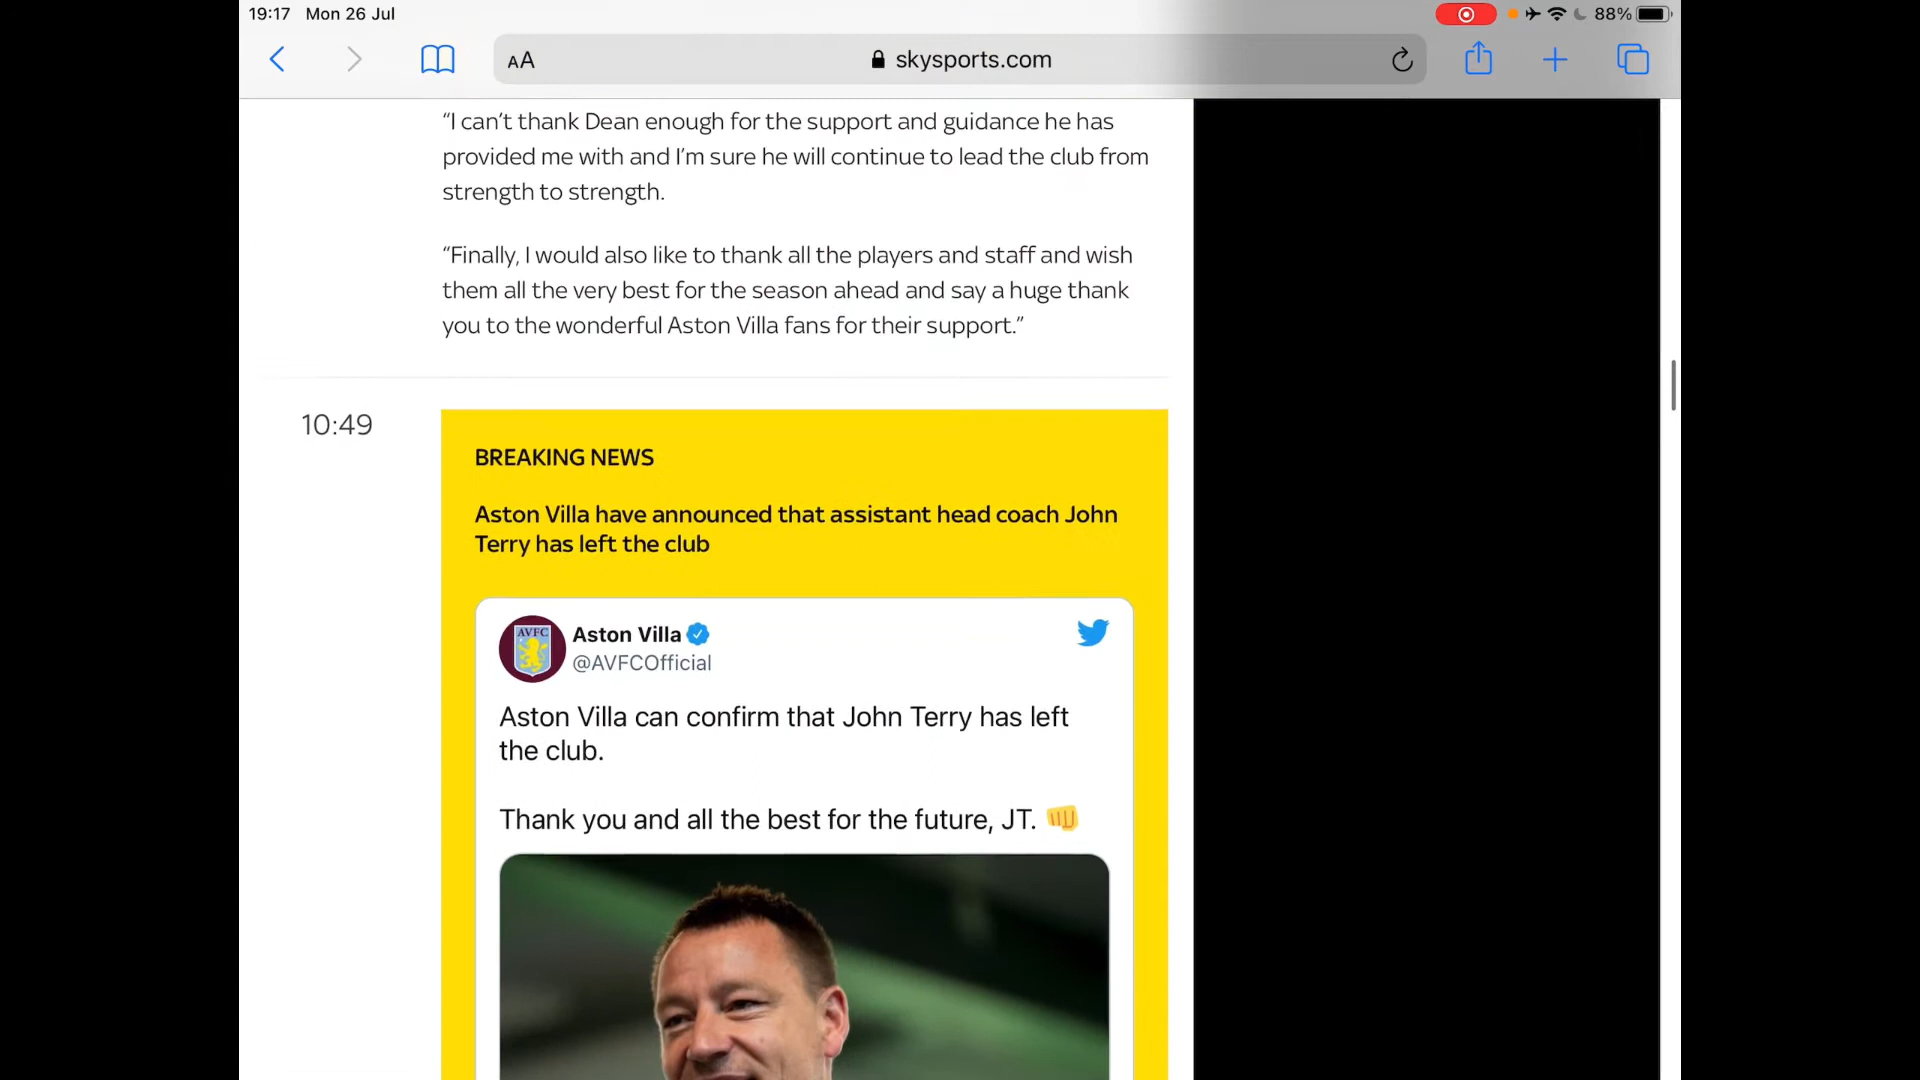 19:17 Mon 26 Jul
88%
AA
skysports.com
“I can’t thank Dean enough for the support and guidance he has
provided me with and I’m sure he will continue to lead the club from
strength to strength.
“Finally, I would also like to thank all the players and staff and wish
them all the very best for the season ahead and say a huge thank
you to the wonderful Aston Villa fans for their support.”
10:49
BREAKING NEWS
Aston Villa have announced that assistant head coach John
Terry has left the club
AVFC
Aston Villa
@AVFCOfficial
Aston Villa can confirm that John Terry has left
the club.
Thank you and all the best for the future, JT. 👊